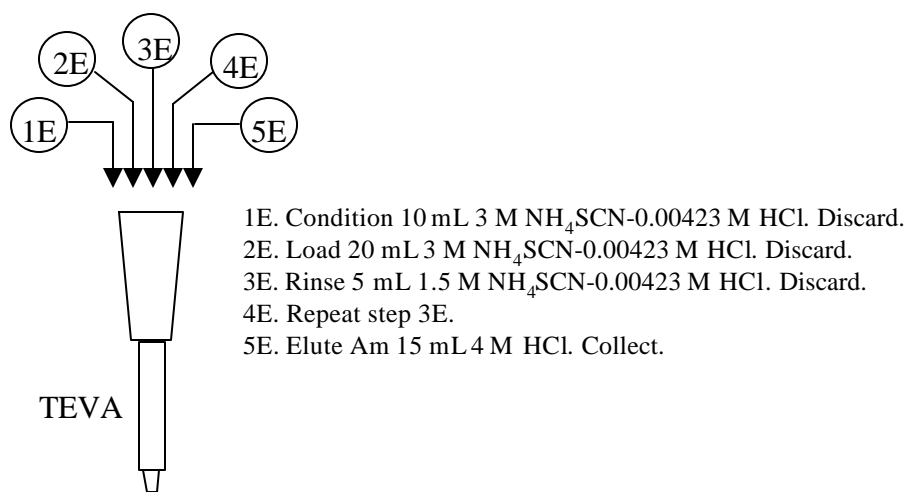 3E
2E
4E
1E
5E
1E. Condition 10 mL 3 M NH₄SCN-0.00423 M HCl. Discard.
2E. Load 20 mL 3 M NH₄SCN-0.00423 M HCl. Discard.
3E. Rinse 5 mL 1.5 M NH₄SCN-0.00423 M HCl. Discard.
4E. Repeat step 3E.
5E. Elute Am 15 mL 4 M HCl. Collect.
TEVA